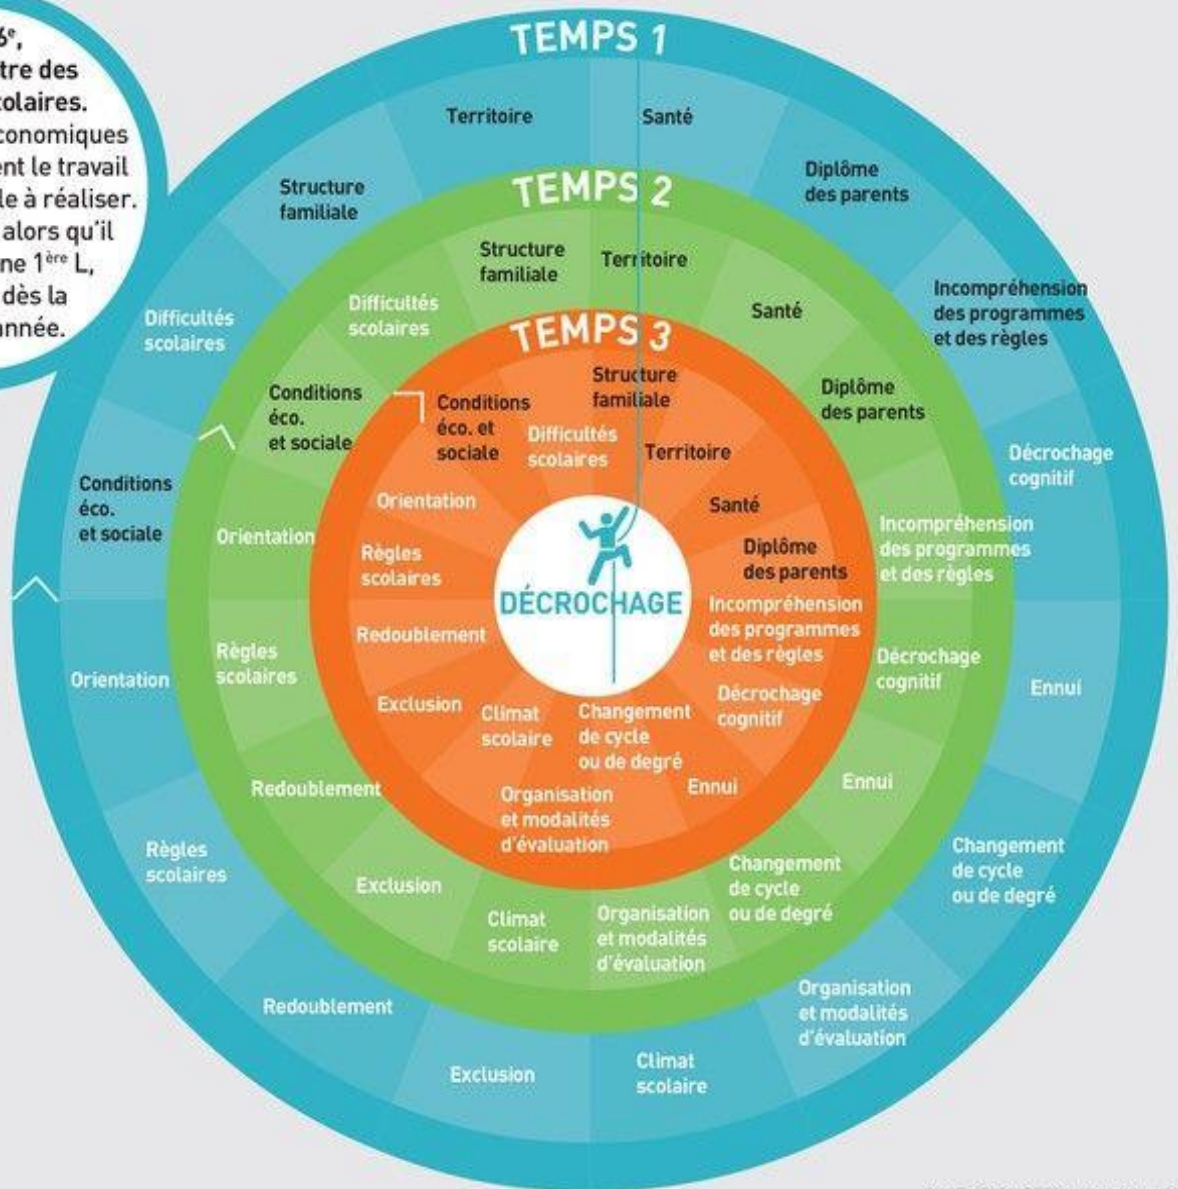 6e,
tre des
colaires.
conomiques
ent le travail
le à réaliser.
alors qu'il
ne 1ère L,
dès la
année.
TEMPS 1
Territoire
Santé
Diplôme
des parents
Incompréhension
des programmes
et des règles
Décrochage
cognitif
Ennui
Changement
de cycle
ou de degré
Organisation
et modalités
d'évaluation
Climat
scolaire
Exclusion
Redoublement
Règles
scolaires
Orientation
Conditions
éco.
et sociale
Difficultés
scolaires
Structure
familiale
TEMPS 2
Structure
familiale
Territoire
Santé
Diplôme
des parents
Incompréhension
des programmes
et des règles
Décrochage
cognitif
Ennui
Changement
de cycle
ou de degré
Organisation
et modalités
d'évaluation
Climat
scolaire
Exclusion
Redoublement
Règles
scolaires
Orientation
Conditions
éco.
et sociale
Difficultés
scolaires
TEMPS 3
Structure
familiale
Territoire
Santé
Diplôme
des parents
Incompréhension
des programmes
et des règles
Décrochage
cognitif
Ennui
Changement
de cycle
ou de degré
Organisation
et modalités
d'évaluation
Climat
scolaire
Exclusion
Redoublement
Règles
scolaires
Orientation
Conditions
éco. et
sociale
Difficultés
scolaires
DÉCROCHAGE